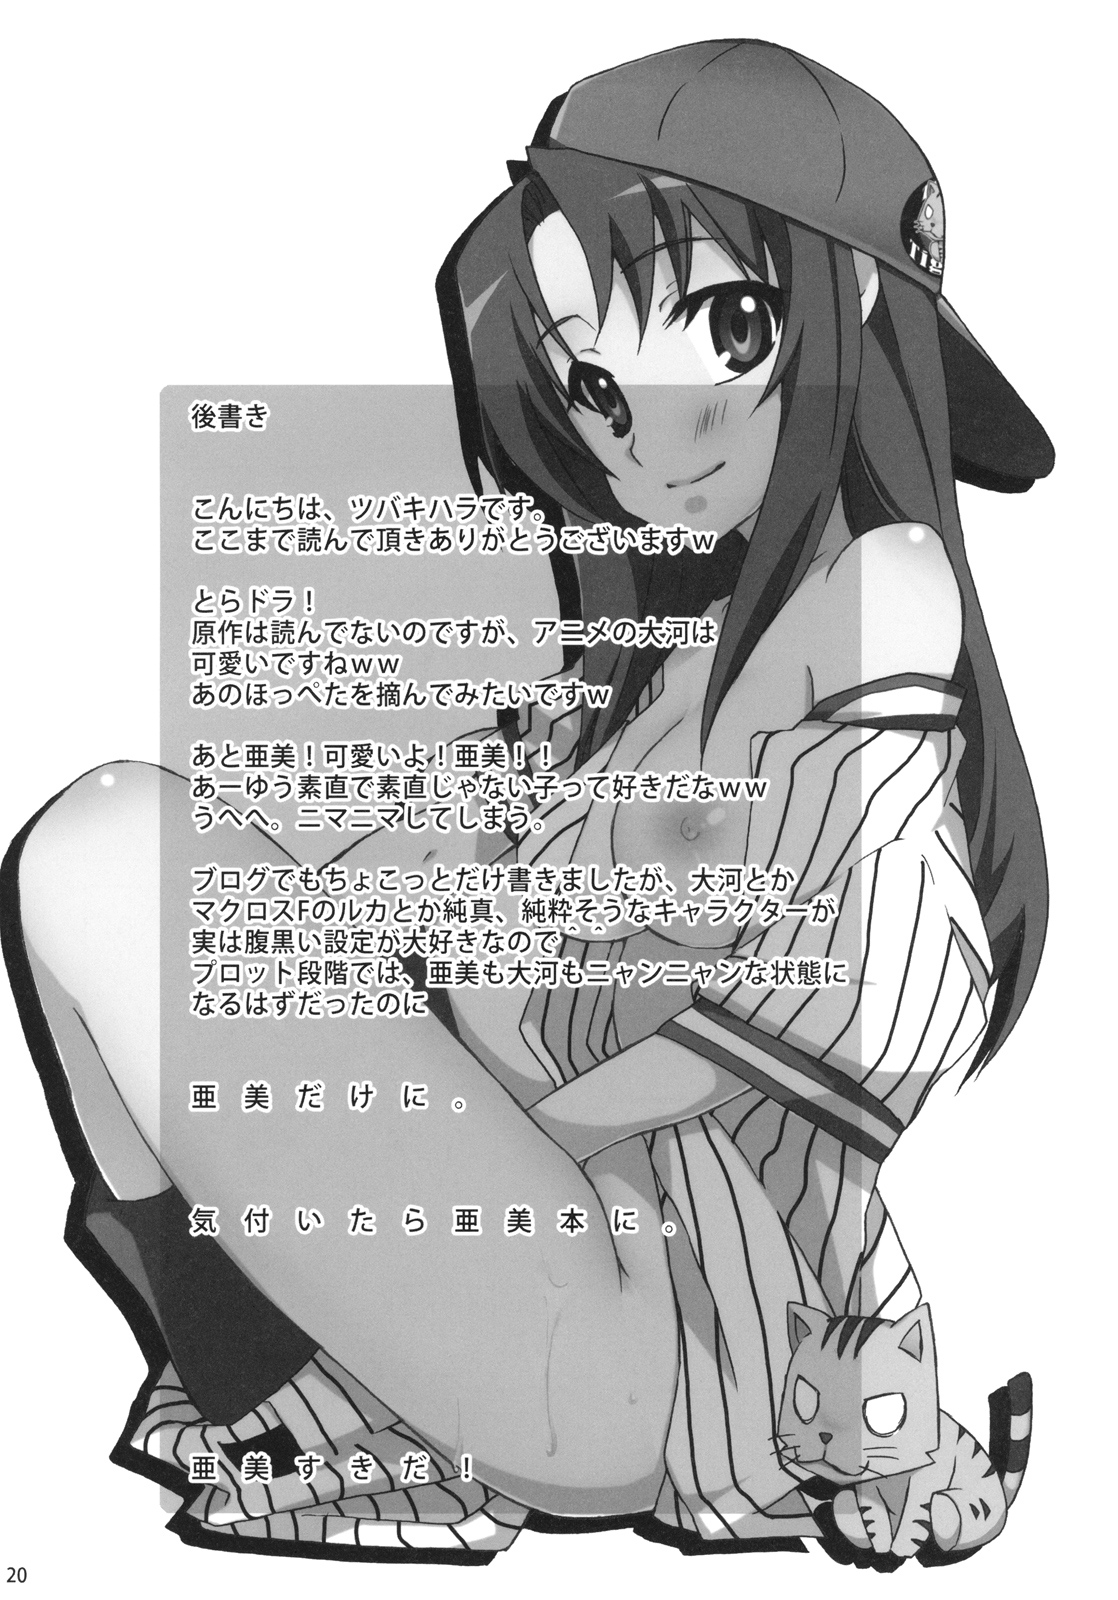 後書き
こんにちは、ツバキハラです。
ここまで読んで頂きありがとうございますｗ
とらドラ！
原作は読んでないのですが、アニメの大河は
可愛いですねｗｗ
あのほっぺたを摘んでみたいですｗ
あと亜美！可愛いよ！亜美！！
あーゆう素直で素直じゃない子って好きだなｗｗ
うへへ。ニマニマしてしまう。
ブログでもちょこっとだけ書きましたが、大河とか
マクロスFのルカとか純真、純粋そうなキャラクターが
実は腹黒い設定が大好きなので＾＾
プロット段階では、亜美も大河もニャンニャンな状態に
なるはずだったのに
亜美だけに。
気付いたら亜美本に。
亜美すきだ！
20